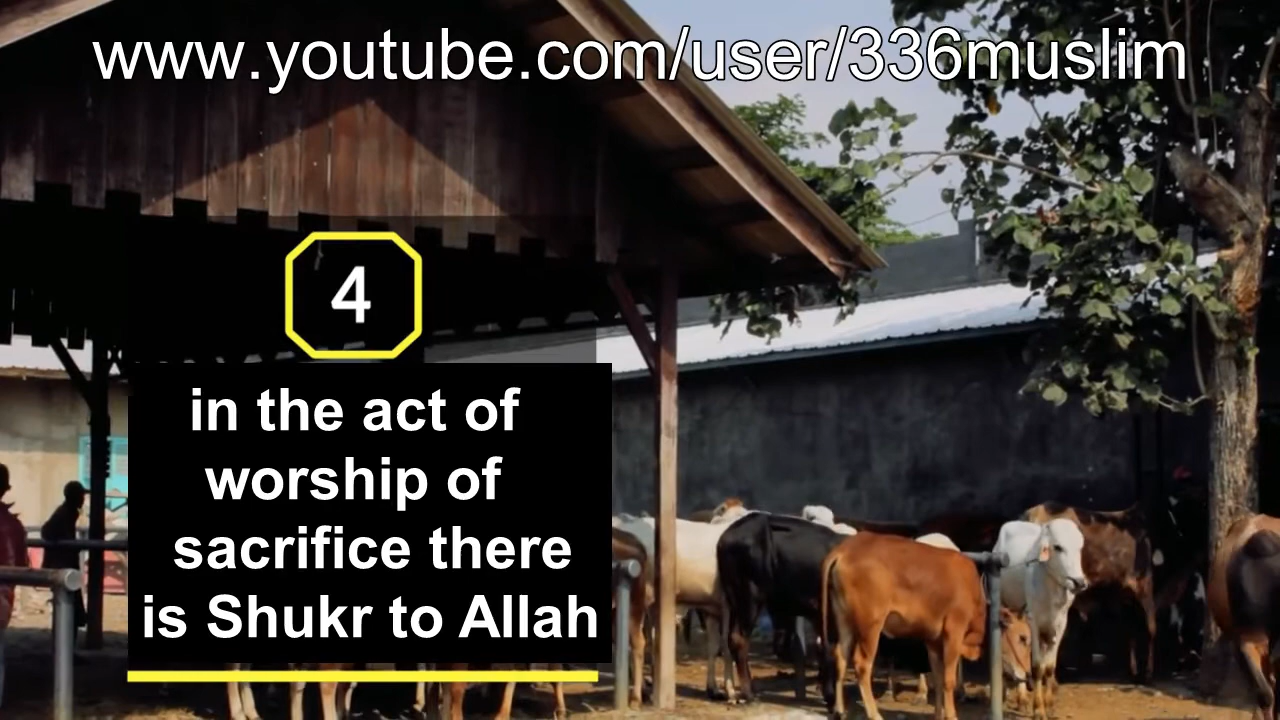 www.youtube.com/user/336muslim
4
in the act of
worship of
sacrifice there
is Shukr to Allah